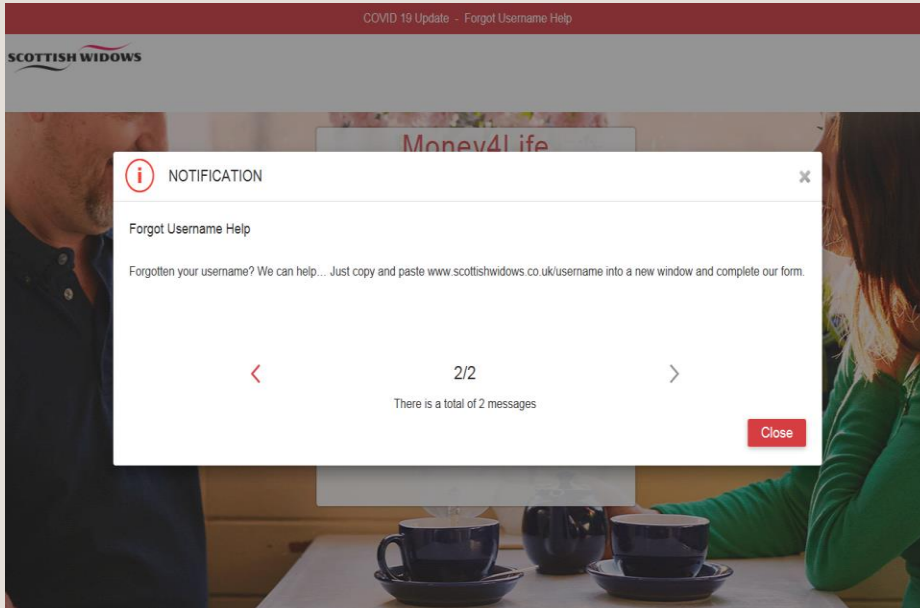 COVID 19 Update - Forgot Username Help
SCOTTISH WIDOWS
Money4Life
i NOTIFICATION ×
Forgot Username Help
Forgotten your username? We can help... Just copy and paste www.scottishwidows.co.uk/username into a new window and complete our form.
< 2/2 >
There is a total of 2 messages
Close